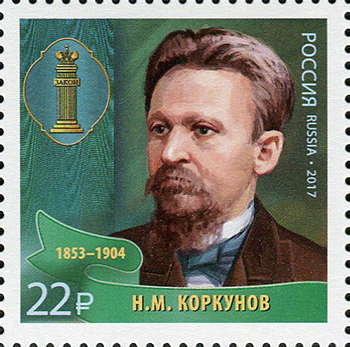 ЗАКОНЪ
РОССИЯ RUSSIA • 2017
1853–1904
22₽
Н.М. КОРКУНОВ